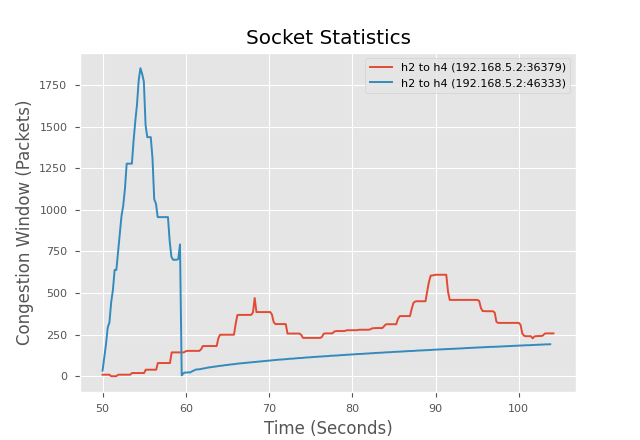 Socket Statistics
h2 to h4 (192.168.5.2:36379)
h2 to h4 (192.168.5.2:46333)
Congestion Window (Packets)
1750
1500
1250
1000
750
500
250
0
50 60 70 80 90 100
Time (Seconds)